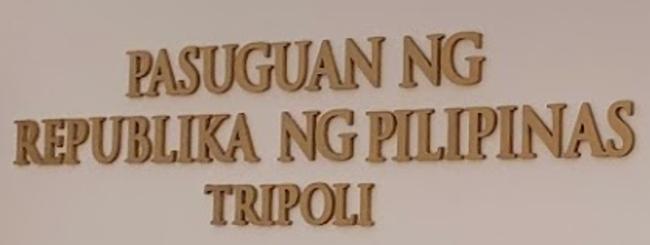 PASUGUAN NG
REPUBLIKA NG PILIPINAS
TRIPOLI